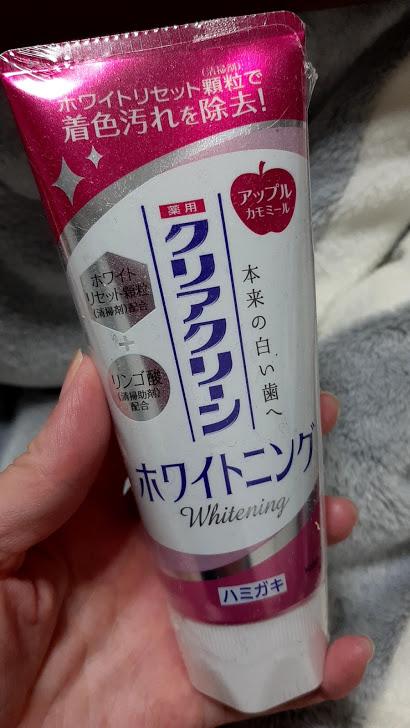 (清掃剤)
ホワイトリセット顆粒で
着色汚れを除去!
アップル
カモミール
薬用
クリアクリーン
本来の白い歯へ
ホワイト
リセット顆粒
(清掃剤)配合
+
リンゴ酸
(清掃助剤)
配合
ホワイトニング
Whitening
ハミガキ